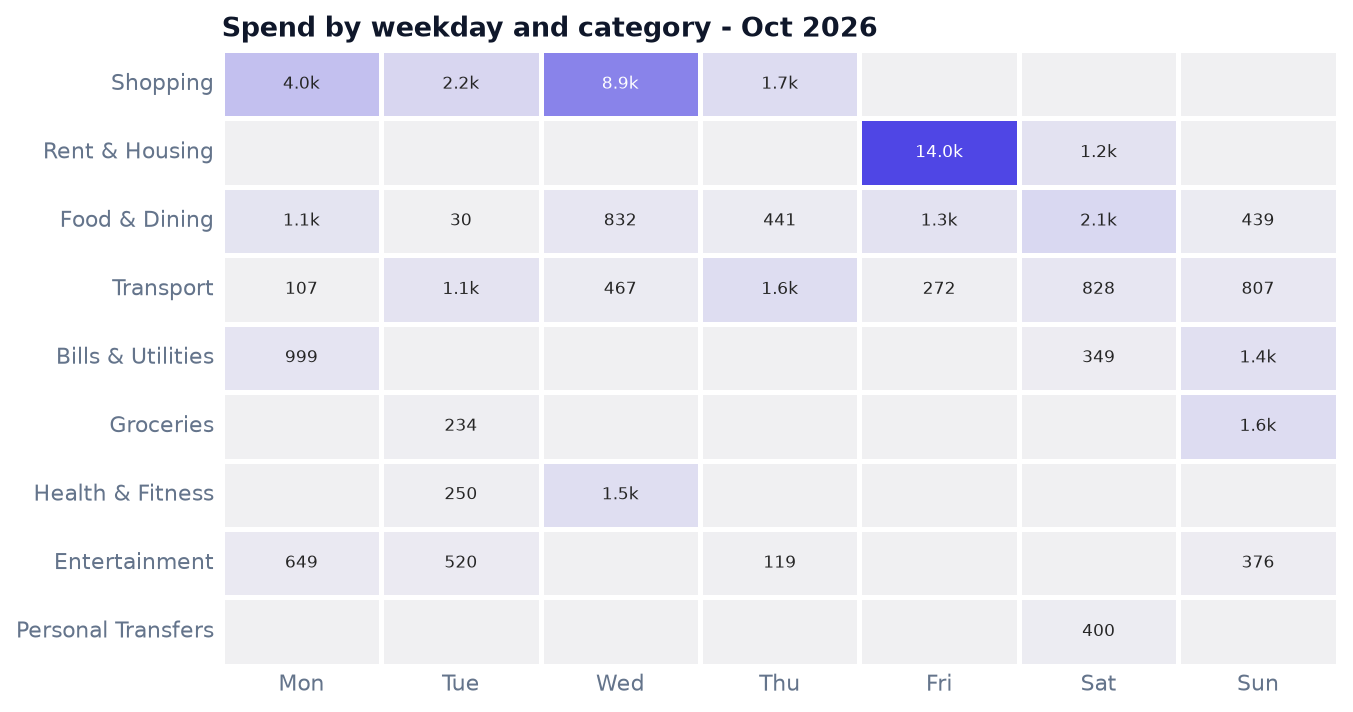 Spend by weekday and category - Oct 2026
Shopping 4.0k 2.2k 8.9k 1.7k
Rent & Housing 14.0k 1.2k
Food & Dining 1.1k 30 832 441 1.3k 2.1k 439
Transport 107 1.1k 467 1.6k 272 828 807
Bills & Utilities 999 349 1.4k
Groceries 234 1.6k
Health & Fitness 250 1.5k
Entertainment 649 520 119 376
Personal Transfers 400
Mon Tue Wed Thu Fri Sat Sun